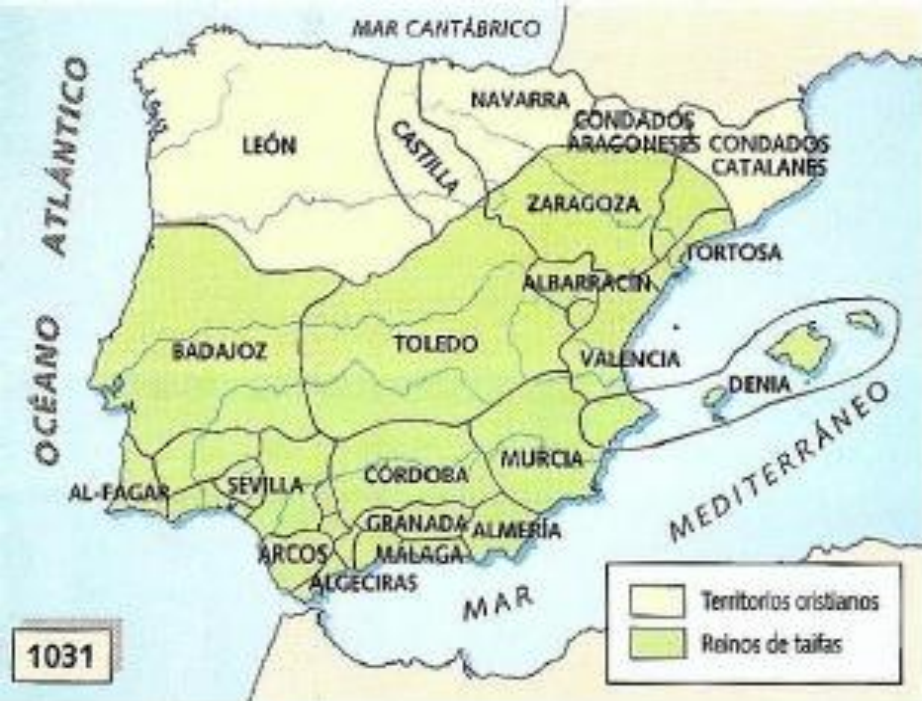 MAR CANTÁBRICO
OCÉANO ATLÁNTICO
LEÓN
CASTILLA
NAVARRA
CONDADOS
ARAGONESES
CONDADOS
CATALANES
ZARAGOZA
TORTOSA
ALBARRACÍN
BADAJOZ
TOLEDO
VALENCIA
DENIA
AL-FAGAR
SEVILLA
CÓRDOBA
MURCIA
GRANADA
ALMERÍA
ARCOS
MÁLAGA
ALGECIRAS
MAR MEDITERRÁNEO
1031
Territorios cristianos
Reinos de taifas